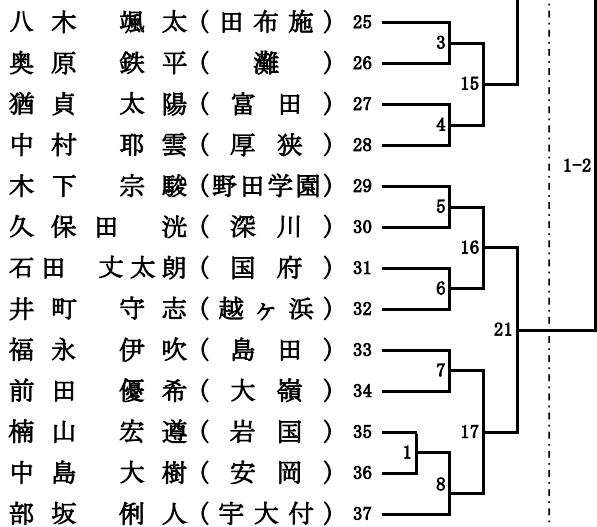 八木 颯太(田布施) 25
3
奥原 鉄平(灘) 26
15
猶貞 太陽(富田) 27
4
中村 耶雲(厚狭) 28
1-2
木下 宗駿(野田学園) 29
5
久保田 洸(深川) 30
16
石田 丈太朗(国府) 31
6
井町 守志(越ヶ浜) 32
21
福永 伊吹(島田) 33
7
前田 優希(大嶺) 34
楠山 宏遵(岩国) 35
17
1
中島 大樹(安岡) 36
8
部坂 俐人(宇大付) 37